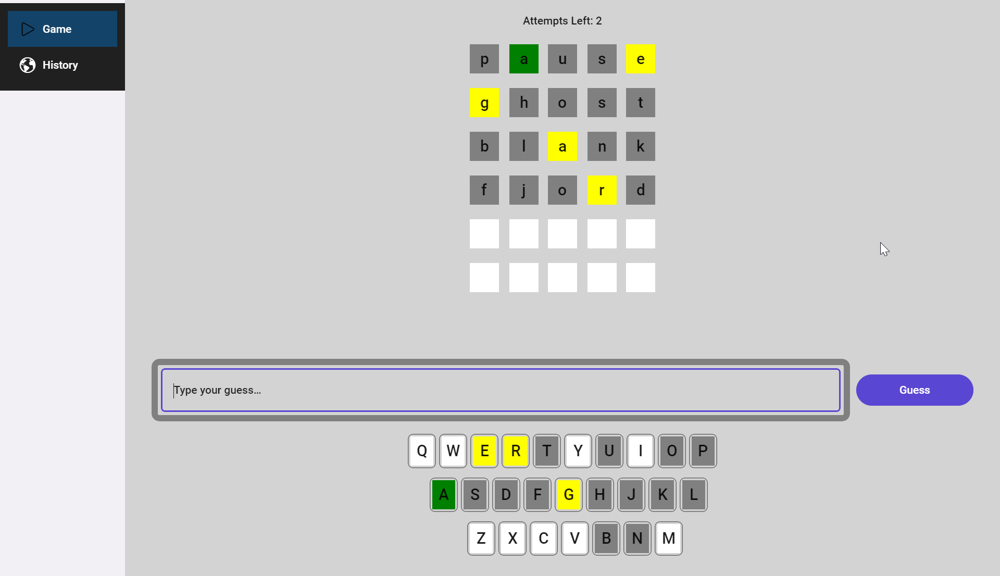 Game
History
Attempts Left: 2
p a u s e
g h o s t
b l a n k
f j o r d
Type your guess...
Guess
Q W E R T Y U I O P
A S D F G H J K L
Z X C V B N M